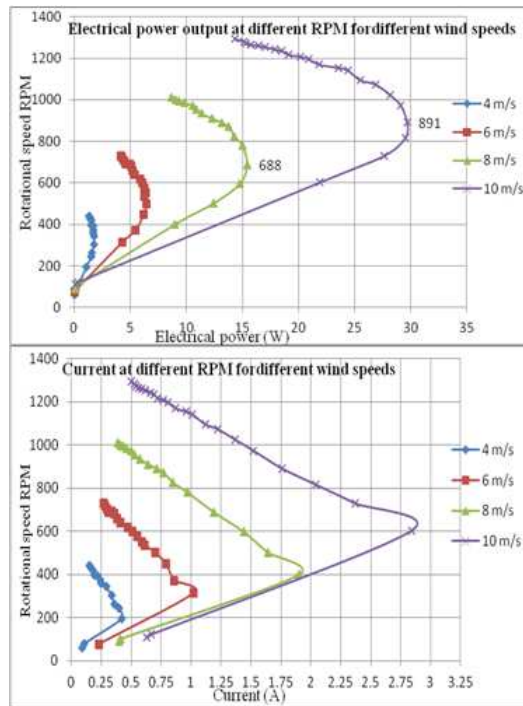 Electrical power output at different RPM fordifferent wind speeds
Rotational speed RPM
1400
1200
1000
800
600
400
200
0
891
688
4 m/s
6 m/s
8 m/s
10 m/s
0 5 10 15 20 25 30 35
Electrical power (W)
Current at different RPM fordifferent wind speeds
Rotational speed RPM
1400
1200
1000
800
600
400
200
0
4 m/s
6 m/s
8 m/s
10 m/s
0 0.25 0.5 0.75 1 1.25 1.5 1.75 2 2.25 2.5 2.75 3 3.25
Current (A)